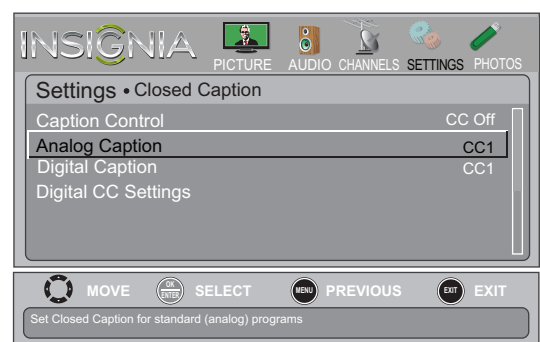 INSIGNIA
PICTURE AUDIO CHANNELS SETTINGS PHOTOS
Settings • Closed Caption
Caption Control CC Off
Analog Caption CC1
Digital Caption CC1
Digital CC Settings
MOVE OK ENTER SELECT MENU PREVIOUS EXIT EXIT
Set Closed Caption for standard (analog) programs